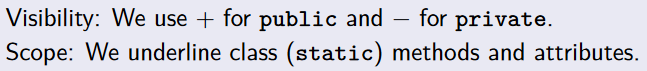 Visibility: We use + for public and − for private.
Scope: We underline class (static) methods and attributes.